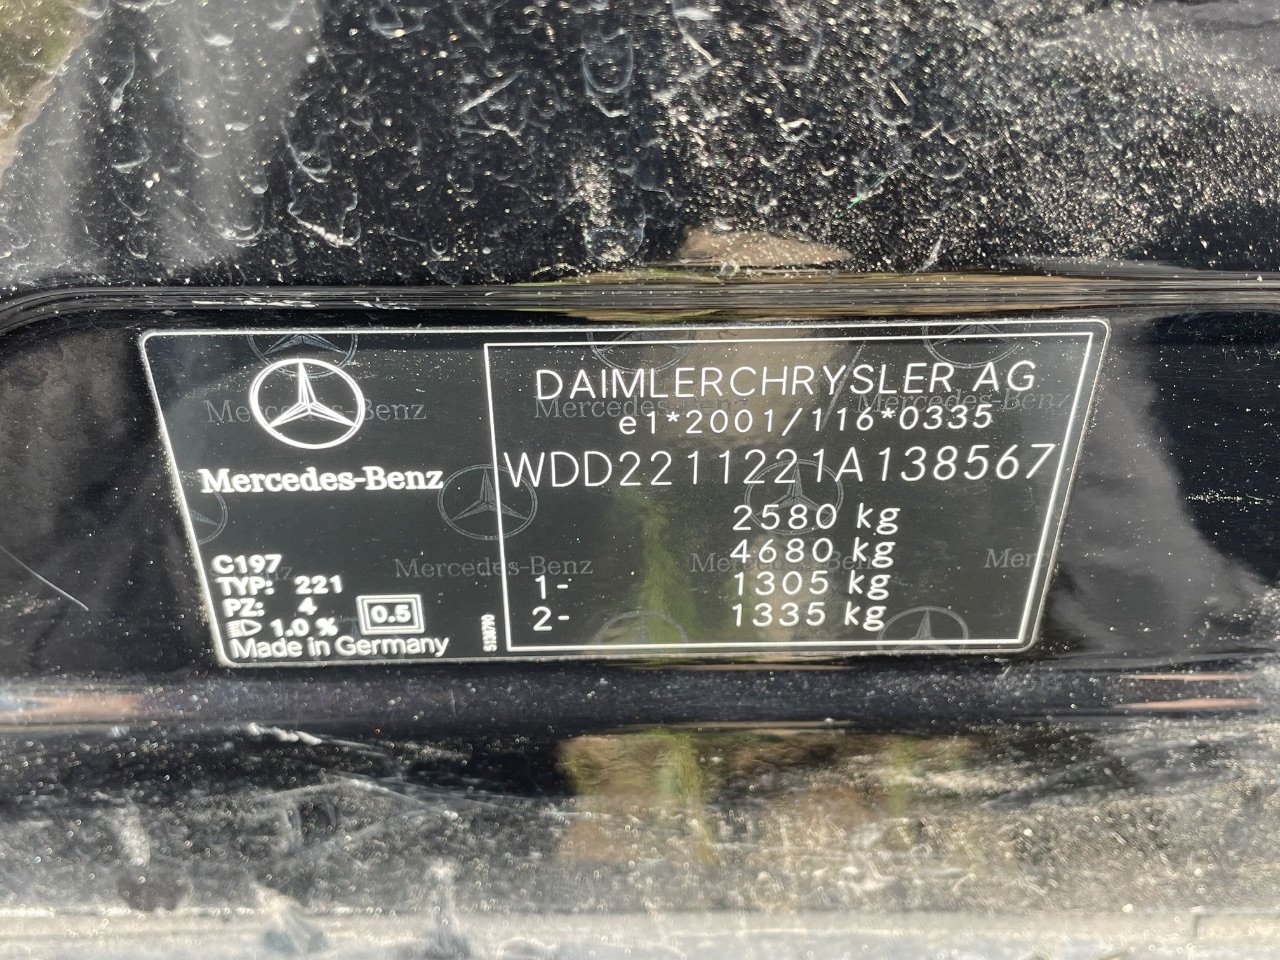 Mercedes-Benz
C197
TYP: 221
PZ: 4
1.0 %
0.5
Made in Germany
513790
DAIMLERCHRYSLER AG
e1*2001/116*0335
WDD2211221A138567
2580 kg
4680 kg
1- 1305 kg
2- 1335 kg